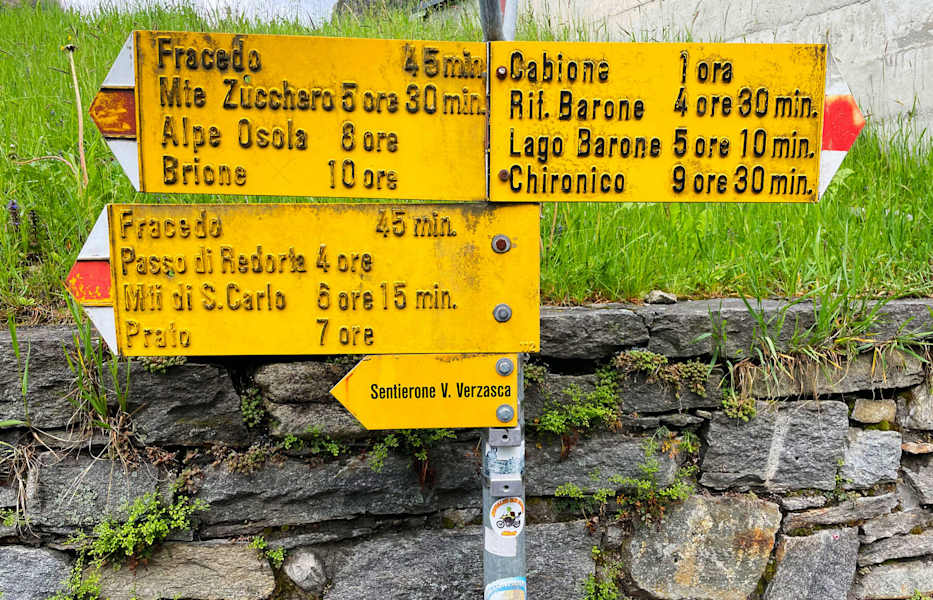 Fracedo 45 min.
Mte Zucchero 5 ore 30 min.
Alpe Osola 8 ore
Brione 10 ore
Cabione 1 ora
Rif. Barone 4 ore 30 min.
Lago Barone 5 ore 10 min.
Chironico 9 ore 30 min.
Fracedo 45 min.
Passo di Redorta 4 ore
Mti di S. Carlo 6 ore 15 min.
Prato 7 ore
Sentierone V. Verzasca